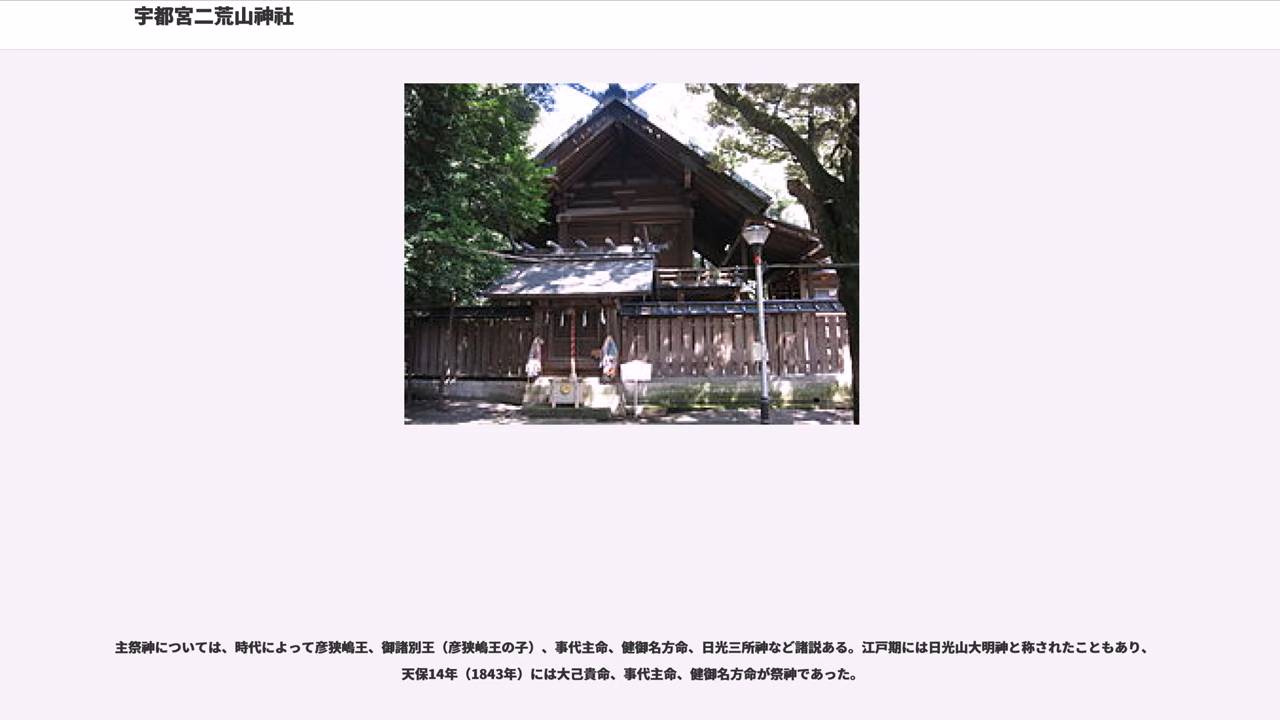 宇都宮二荒山神社
主祭神については、時代によって彦狭嶋王、御諸別王（彦狭嶋王の子）、事代主命、健御名方命、日光三所神など諸説ある。江戸期には日光山大明神と称されたこともあり、
天保14年（1843年）には大己貴命、事代主命、健御名方命が祭神であった。